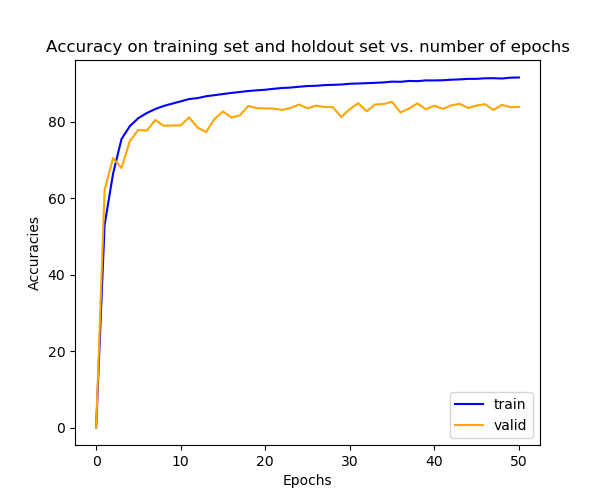 Accuracy on training set and holdout set vs. number of epochs
80
60
40
20
0
Accuracies
0 10 20 30 40 50
Epochs
train
valid